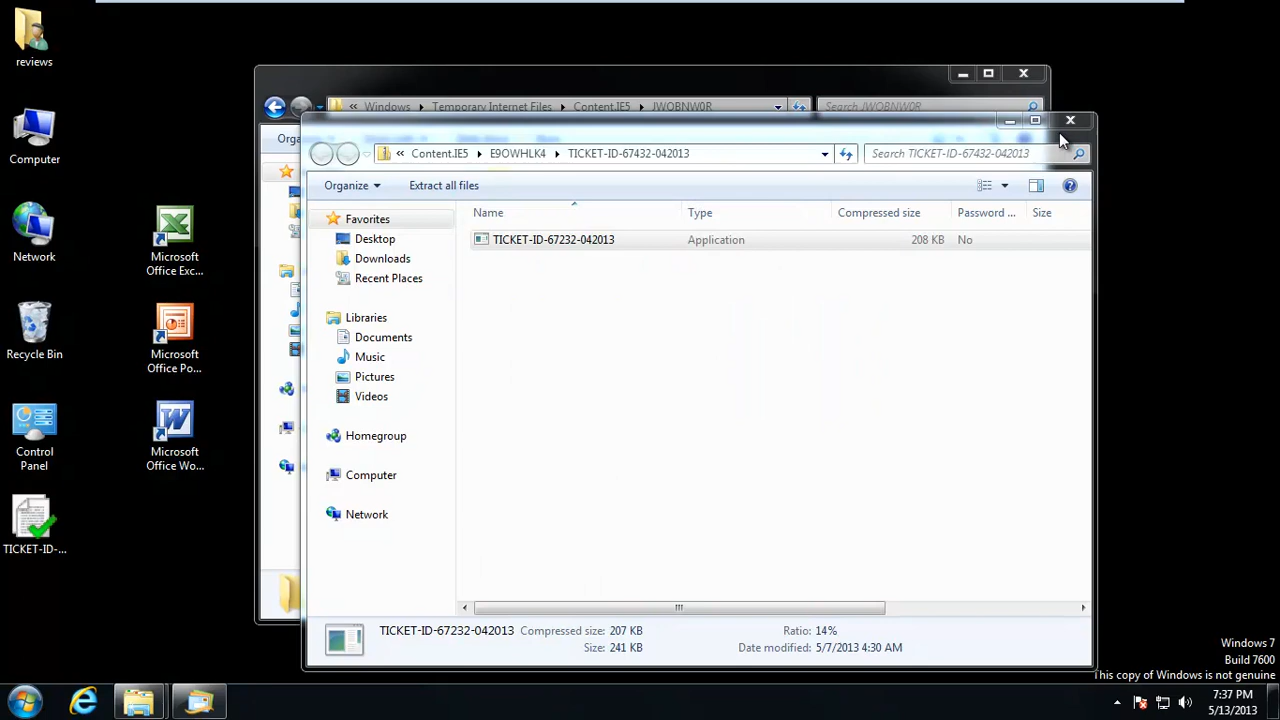 reviews
Computer
Network
Microsoft
Office Exc...
Recycle Bin
Microsoft
Office Po...
Control
Panel
Microsoft
Office Wo...
TICKET-ID-...
« Windows Temporary Internet Files Content.IE5 JWOBNW0R
Search JWOBNW0R
Orga
« Content.IE5 E9OWHLK4 TICKET-ID-67432-042013
Search TICKET-ID-67432-042013
Organize Extract all files
Name Type Compressed size Password ... Size
TICKET-ID-67232-042013 Application 208 KB No
Favorites
Desktop
Downloads
Recent Places
Libraries
Documents
Music
Pictures
Videos
Homegroup
Computer
Network
TICKET-ID-67232-042013 Compressed size: 207 KB Ratio: 14%
Size: 241 KB Date modified: 5/7/2013 4:30 AM
Windows 7
Build 7600
This copy of Windows is not genuine
7:37 PM
5/13/2013